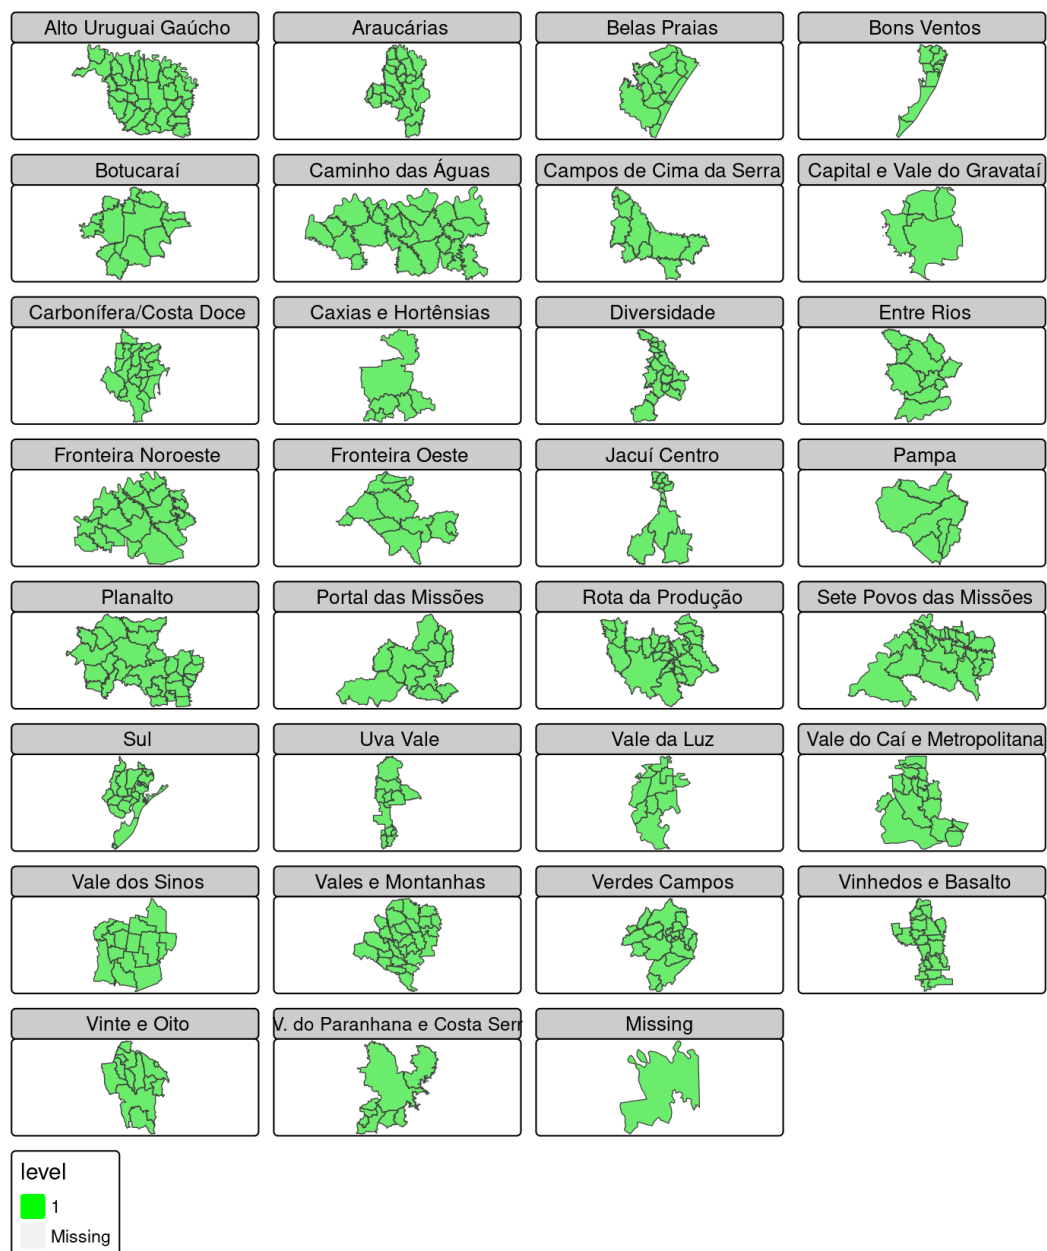 Alto Uruguai Gaúcho
Araucárias
Belas Praias
Bons Ventos
Botucaraí
Caminho das Águas
Campos de Cima da Serra
Capital e Vale do Gravataí
Carbonífera/Costa Doce
Caxias e Hortênsias
Diversidade
Entre Rios
Fronteira Noroeste
Fronteira Oeste
Jacuí Centro
Pampa
Planalto
Portal das Missões
Rota da Produção
Sete Povos das Missões
Sul
Uva Vale
Vale da Luz
Vale do Caí e Metropolitana
Vale dos Sinos
Vales e Montanhas
Verdes Campos
Vinhedos e Basalto
Vinte e Oito
V. do Paranhana e Costa Serr
Missing
level
1
Missing